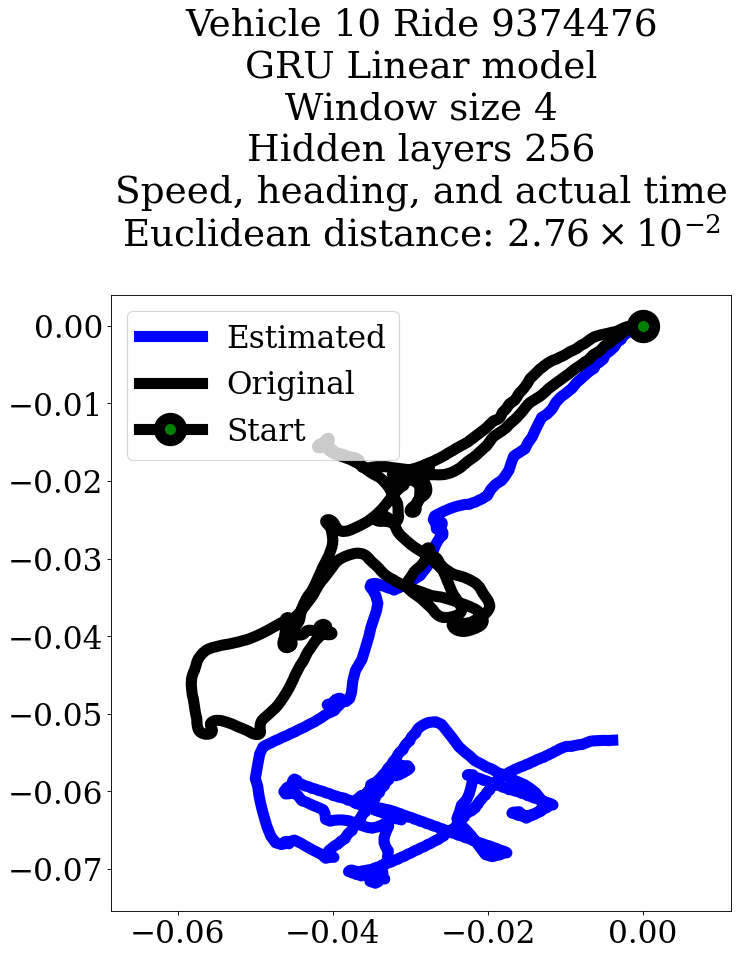 Vehicle 10 Ride 9374476
GRU Linear model
Window size 4
Hidden layers 256
Speed, heading, and actual time
Euclidean distance: 2.76 × 10⁻²
Estimated
Original
Start
0.00
−0.01
−0.02
−0.03
−0.04
−0.05
−0.06
−0.07
−0.06 −0.04 −0.02 0.00